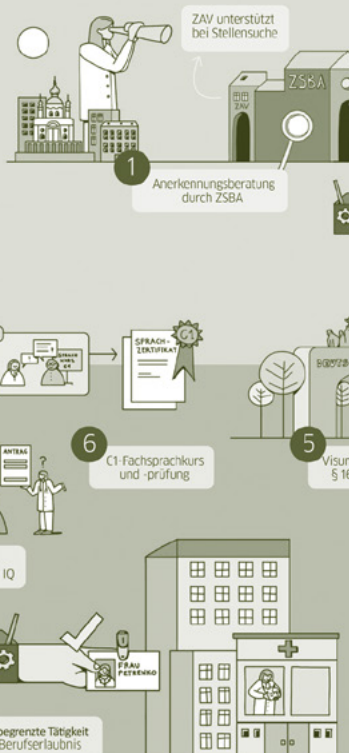 ZAV unterstützt
bei Stellensuche
ZSBA
ZAV
1
Anerkennungsberatung
durch ZSBA
SPRACH-
ZERTIFIKAT
C1
6
C1-Fachsprachkurs
und -prüfung
5
Visum
§ 16
ANTRAG
?
IQ
FRAU
PETRENKO
begrenzte Tätigkeit
Berufserlaubnis